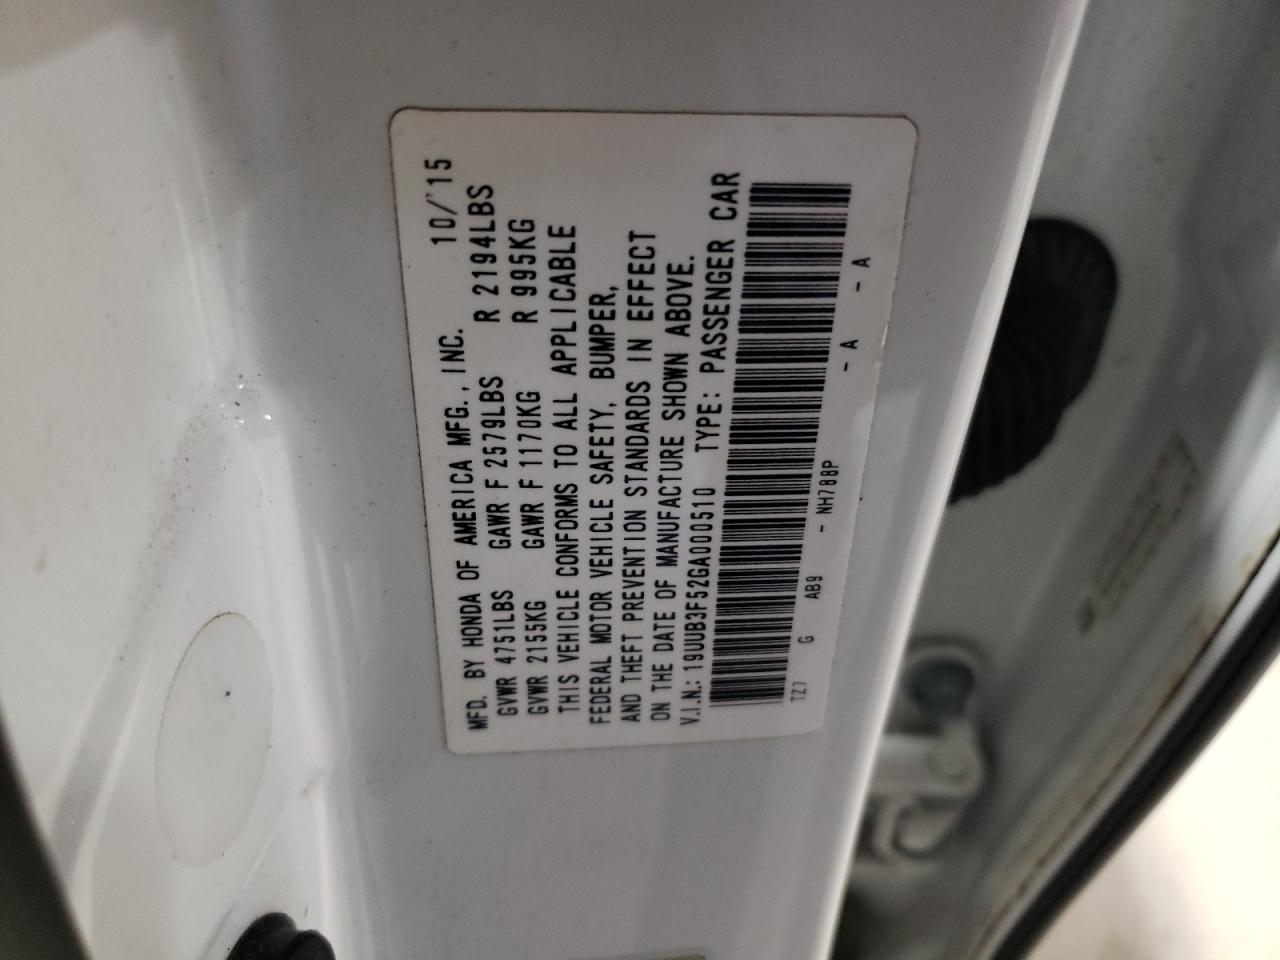 MFD. BY HONDA OF AMERICA MFG., INC. 10/'15
GVWR 4751LBS GAWR F 2579LBS R 2194LBS
GVWR 2155KG GAWR F 1170KG R 995KG
THIS VEHICLE CONFORMS TO ALL APPLICABLE
FEDERAL MOTOR VEHICLE SAFETY, BUMPER,
AND THEFT PREVENTION STANDARDS IN EFFECT
ON THE DATE OF MANUFACTURE SHOWN ABOVE.
V.I.N.: 19UUB3F52GA000510 TYPE: PASSENGER CAR
TZ7 G AB9 - NH788P - A - A